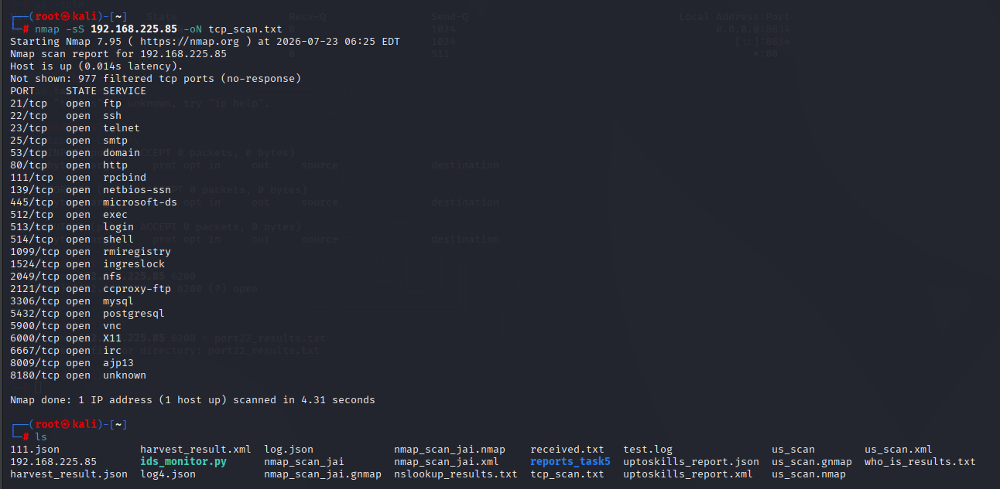 (root㉿kali)-[~]
# nmap -sS 192.168.225.85 -oN tcp_scan.txt
Starting Nmap 7.95 ( https://nmap.org ) at 2026-07-23 06:25 EDT
Nmap scan report for 192.168.225.85
Host is up (0.014s latency).
Not shown: 977 filtered tcp ports (no-response)
PORT     STATE SERVICE
21/tcp   open  ftp
22/tcp   open  ssh
23/tcp   open  telnet
25/tcp   open  smtp
53/tcp   open  domain
80/tcp   open  http
111/tcp  open  rpcbind
139/tcp  open  netbios-ssn
445/tcp  open  microsoft-ds
512/tcp  open  exec
513/tcp  open  login
514/tcp  open  shell
1099/tcp open  rmiregistry
1524/tcp open  ingreslock
2049/tcp open  nfs
2121/tcp open  ccproxy-ftp
3306/tcp open  mysql
5432/tcp open  postgresql
5900/tcp open  vnc
6000/tcp open  X11
6667/tcp open  irc
8009/tcp open  ajp13
8180/tcp open  unknown
Nmap done: 1 IP address (1 host up) scanned in 4.31 seconds
(root㉿kali)-[~]
# ls
111.json             harvest_result.xml  log.json             nmap_scan_jai.nmap    received.txt   test.log                us_scan        us_scan.xml
192.168.225.85       ids_monitor.py      nmap_scan_jai        nmap_scan_jai.xml     reports_task5  uptoskills_report.json  us_scan.gnmap  who_is_results.txt
harvest_result.json  log4.json           nmap_scan_jai.gnmap  nslookup_results.txt  tcp_scan.txt   uptoskills_report.xml   us_scan.nmap